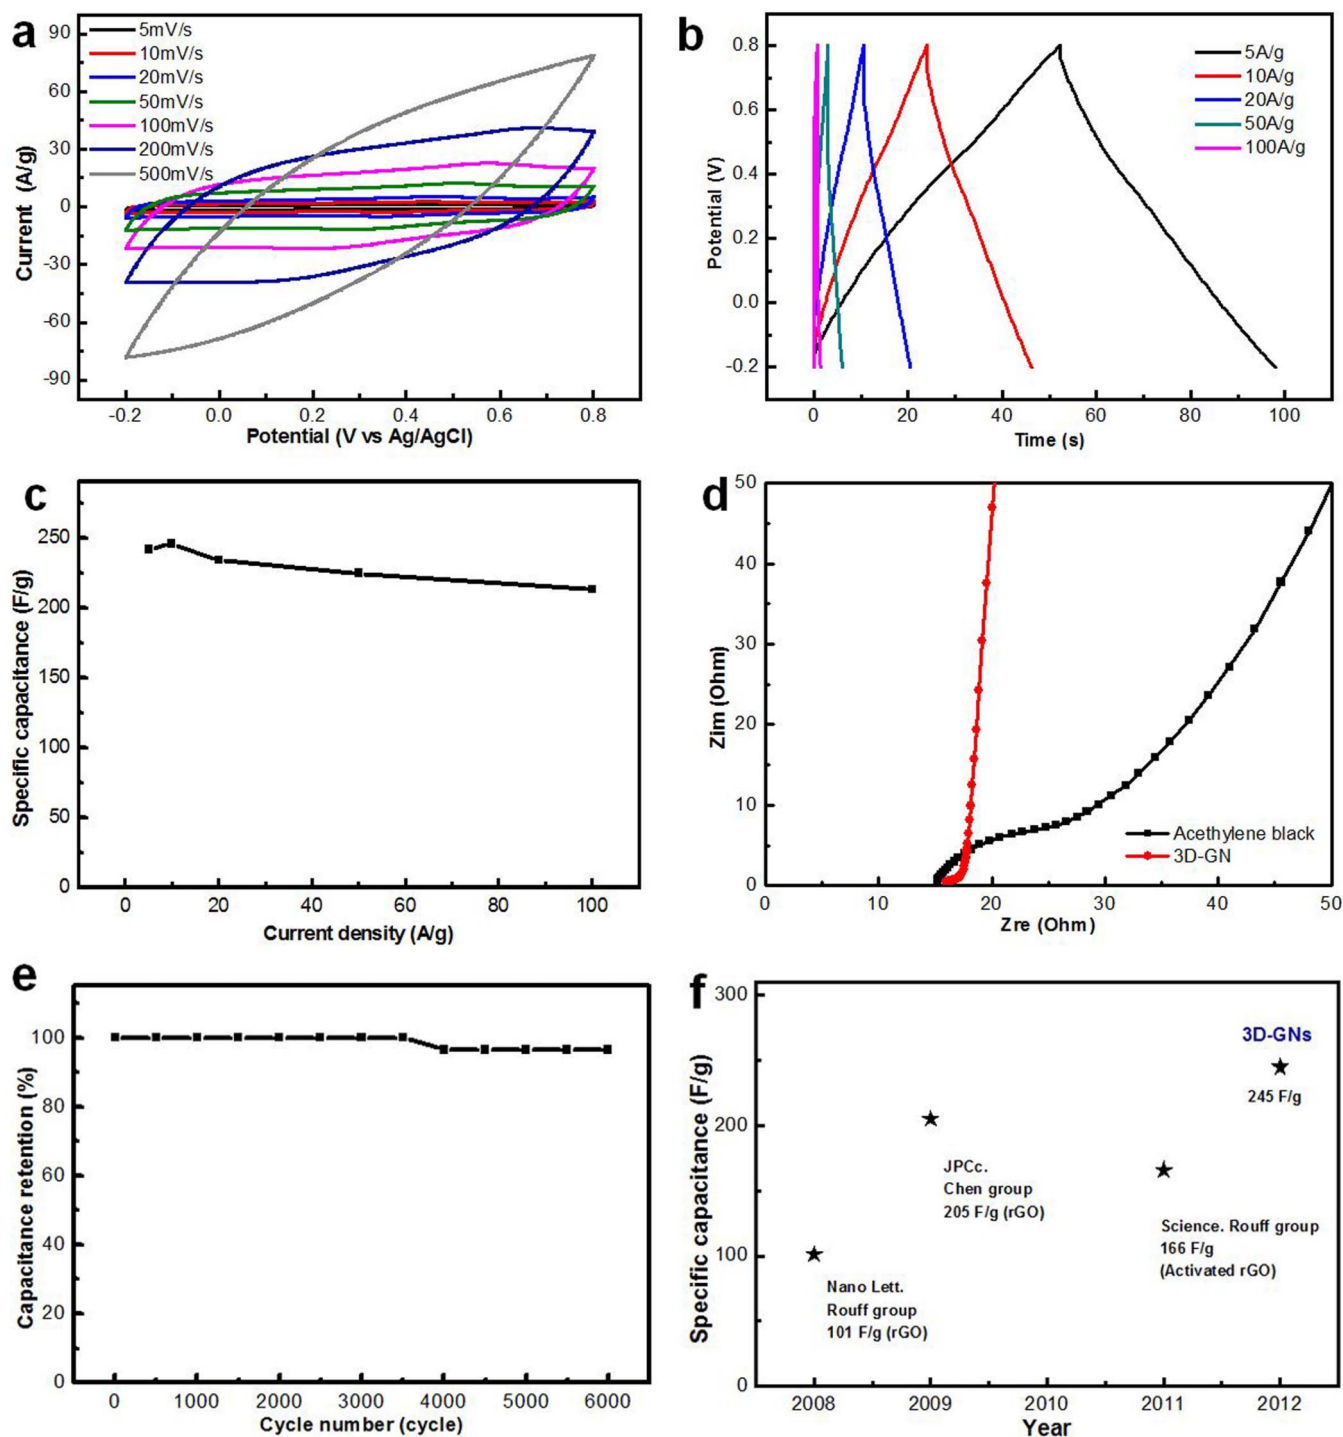 a
5mV/s
10mV/s
20mV/s
50mV/s
100mV/s
200mV/s
500mV/s
90
60
30
0
-30
-60
-90
Current (A/g)
-0.2 0.0 0.2 0.4 0.6 0.8
Potential (V vs Ag/AgCl)
b
5A/g
10A/g
20A/g
50A/g
100A/g
0.8
0.6
0.4
0.2
0.0
-0.2
Potential (V)
0 20 40 60 80 100
Time (s)
c
250
200
150
100
50
0
Specific capacitance (F/g)
0 20 40 60 80 100
Current density (A/g)
d
50
40
30
20
10
0
Zim (Ohm)
Acethylene black
3D-GN
0 10 20 30 40 50
Zre (Ohm)
e
100
80
60
40
20
0
Capacitance retention (%)
0 1000 2000 3000 4000 5000 6000
Cycle number (cycle)
f
300
200
100
0
Specific capacitance (F/g)
3D-GNs
245 F/g
JPCc.
Chen group
205 F/g (rGO)
Science. Rouff group
166 F/g
(Activated rGO)
Nano Lett.
Rouff group
101 F/g (rGO)
2008 2009 2010 2011 2012
Year